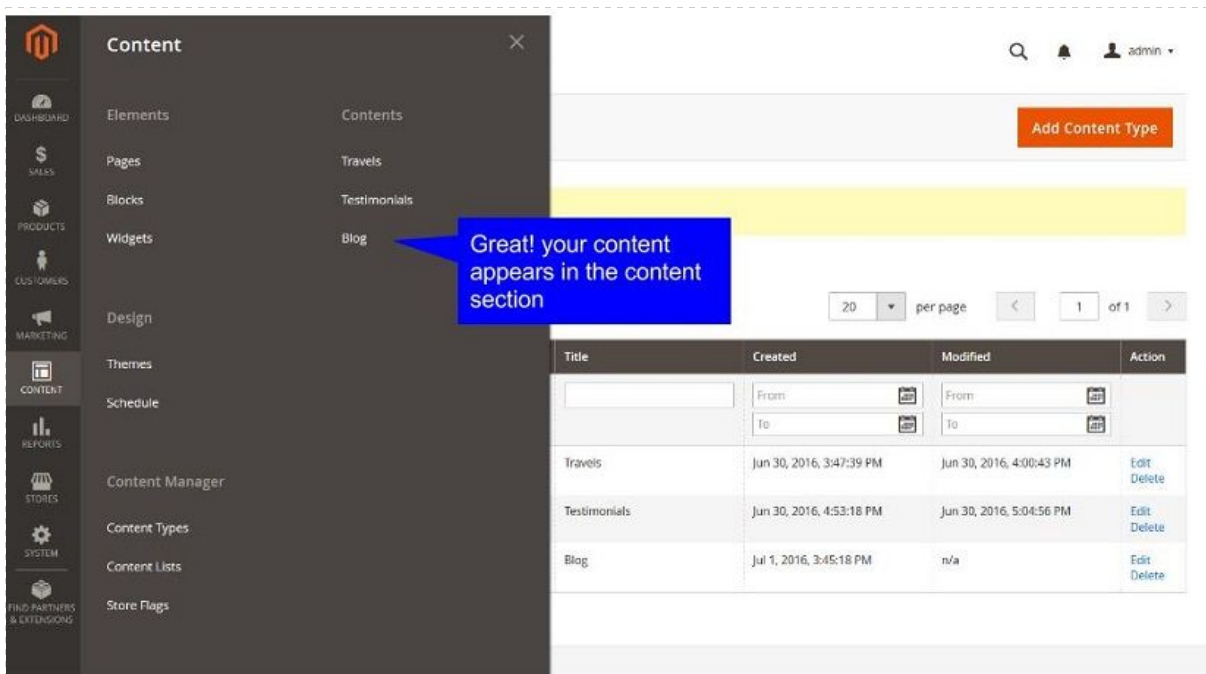 Content
admin
DASHBOARD
Elements
Contents
Add Content Type
SALES
Pages
Travels
PRODUCTS
Blocks
Testimonials
Widgets
Blog
Great! your content
appears in the content
section
CUSTOMERS
MARKETING
Design
20 per page 1 of 1
Themes
Title Created Modified Action
CONTENT
Schedule
From From
To To
REPORTS
Travels Jun 30, 2016, 3:47:39 PM Jun 30, 2016, 4:00:43 PM Edit
Delete
STORES
Content Manager
Testimonials Jun 30, 2016, 4:53:18 PM Jun 30, 2016, 5:04:56 PM Edit
Delete
SYSTEM
Content Types
Blog Jul 1, 2016, 3:45:18 PM n/a Edit
Delete
Content Lists
FIND PARTNERS
& EXTENSIONS
Store Flags